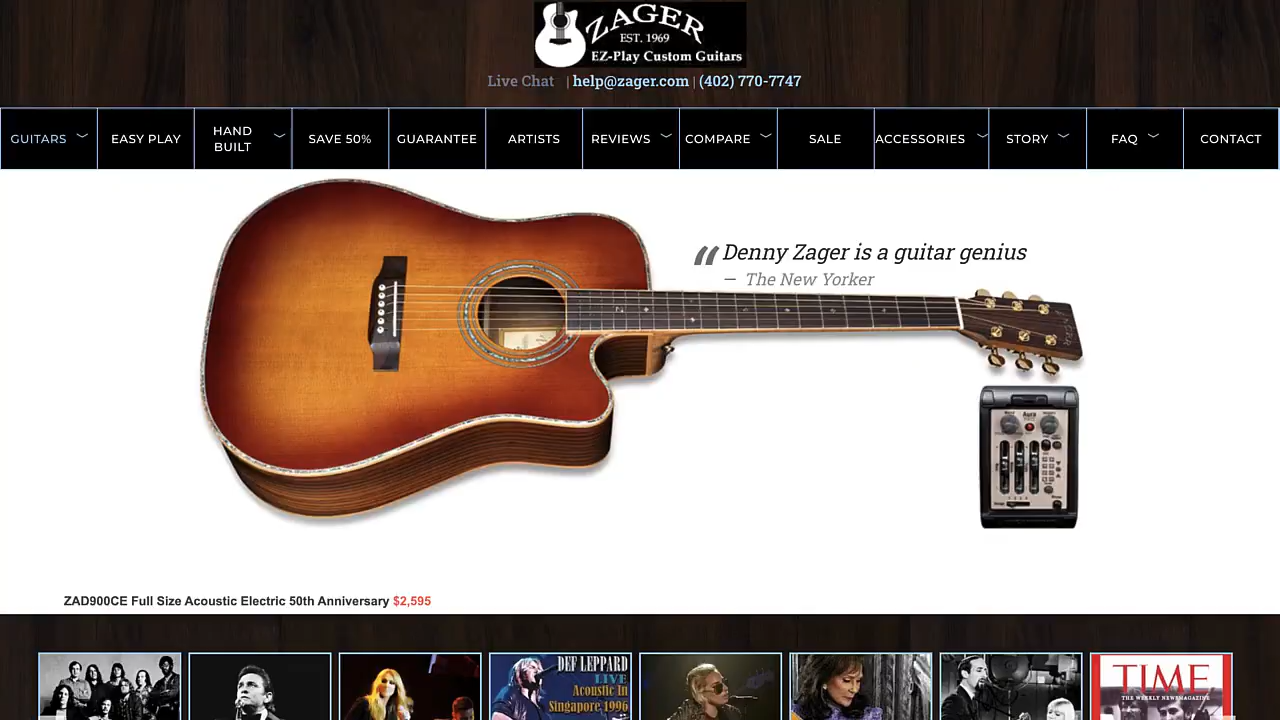 ZAGER
EST. 1969
EZ-Play Custom Guitars
Live Chat | help@zager.com | (402) 770-7747
GUITARS
EASY PLAY
HAND BUILT
SAVE 50%
GUARANTEE
ARTISTS
REVIEWS
COMPARE
SALE
ACCESSORIES
STORY
FAQ
CONTACT
“ Denny Zager is a guitar genius
— The New Yorker
Aura
ZAD900CE Full Size Acoustic Electric 50th Anniversary $2,595
DEF LEPPARD
LIVE
Acoustic In
Singapore 1996
TIME
THE WEEKLY NEWSMAGAZINE